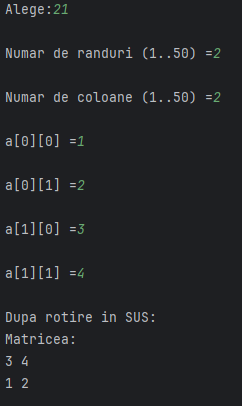 Alege:21
Numar de randuri (1..50) =2
Numar de coloane (1..50) =2
a[0][0] =1
a[0][1] =2
a[1][0] =3
a[1][1] =4
Dupa rotire in SUS:
Matricea:
3 4
1 2